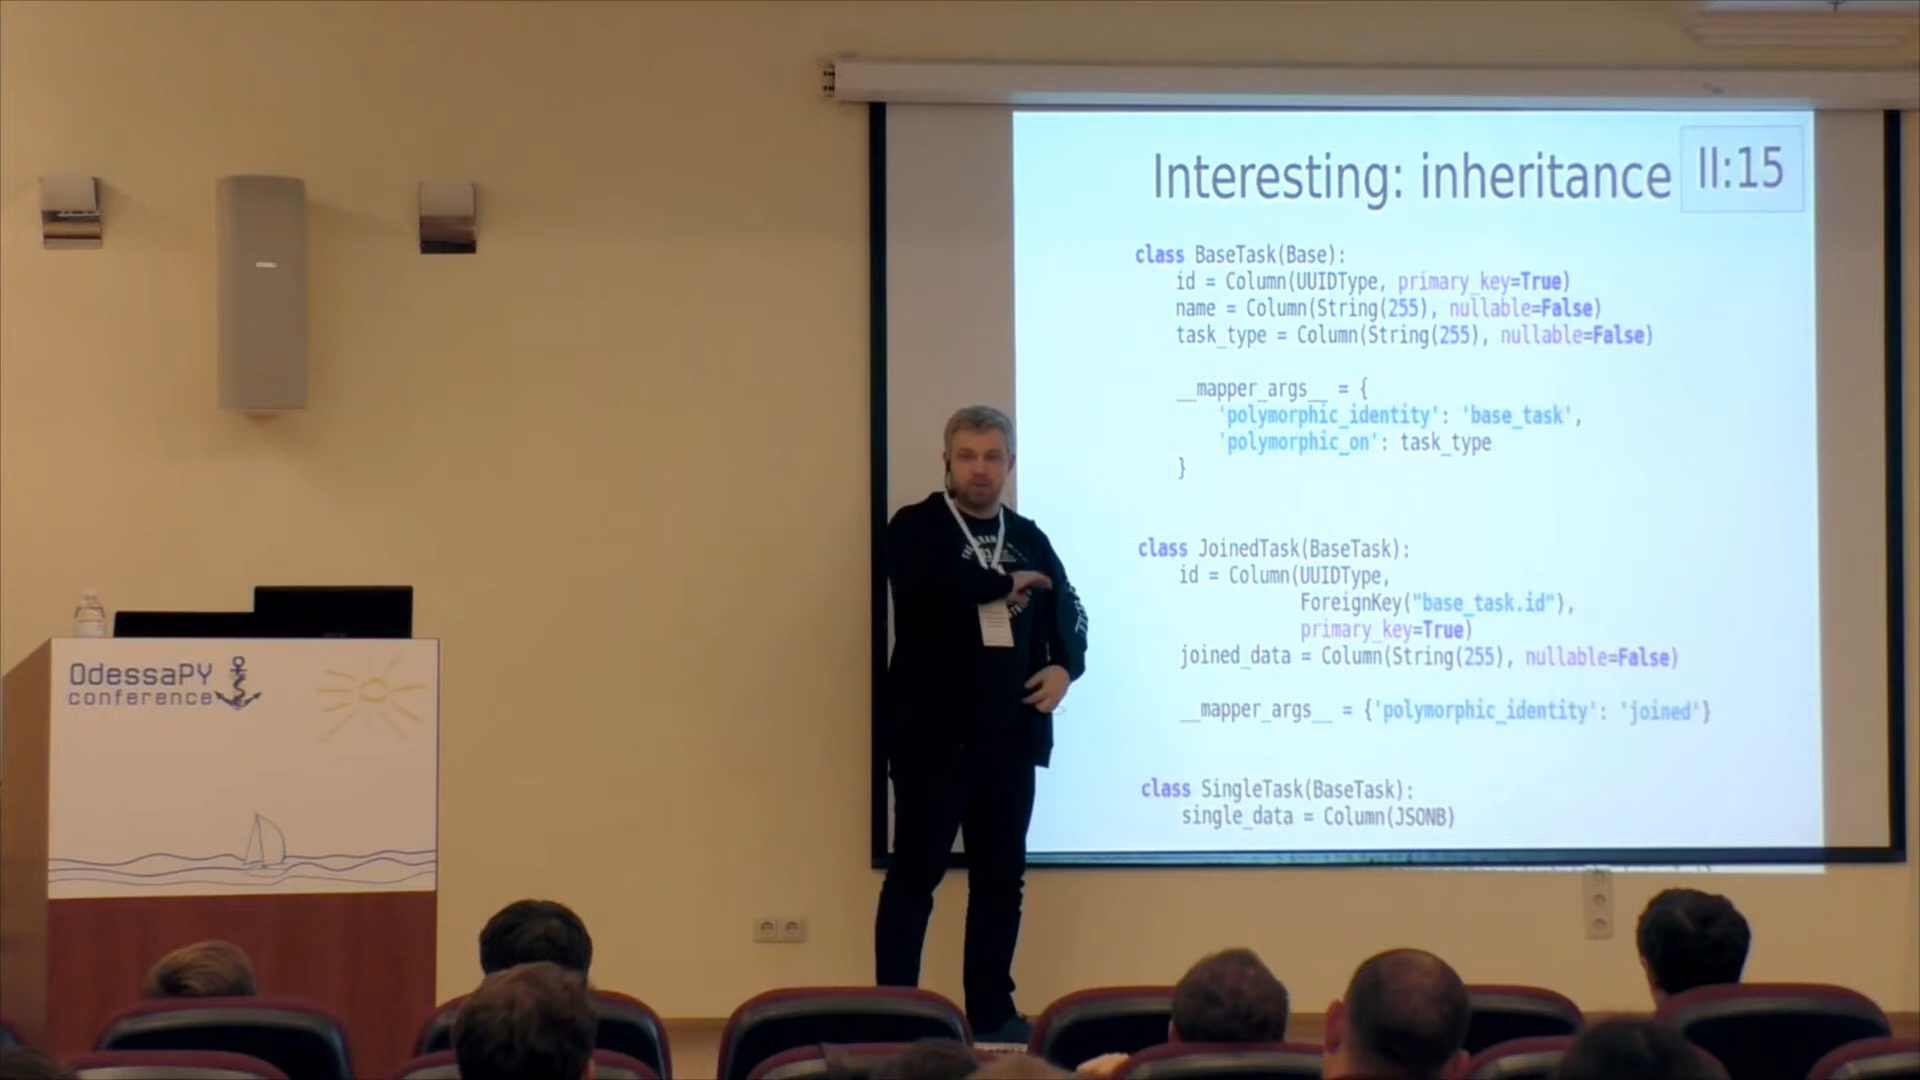 Interesting: inheritance
II:15
class BaseTask(Base):
id = Column(UUIDType, primary_key=True)
name = Column(String(255), nullable=False)
task_type = Column(String(255), nullable=False)
__mapper_args__ = {
'polymorphic_identity': 'base_task',
'polymorphic_on': task_type
}
class JoinedTask(BaseTask):
id = Column(UUIDType,
ForeignKey("base_task.id"),
primary_key=True)
joined_data = Column(String(255), nullable=False)
__mapper_args__ = {'polymorphic_identity': 'joined'}
class SingleTask(BaseTask):
single_data = Column(JSONB)
OdessaPY
conference